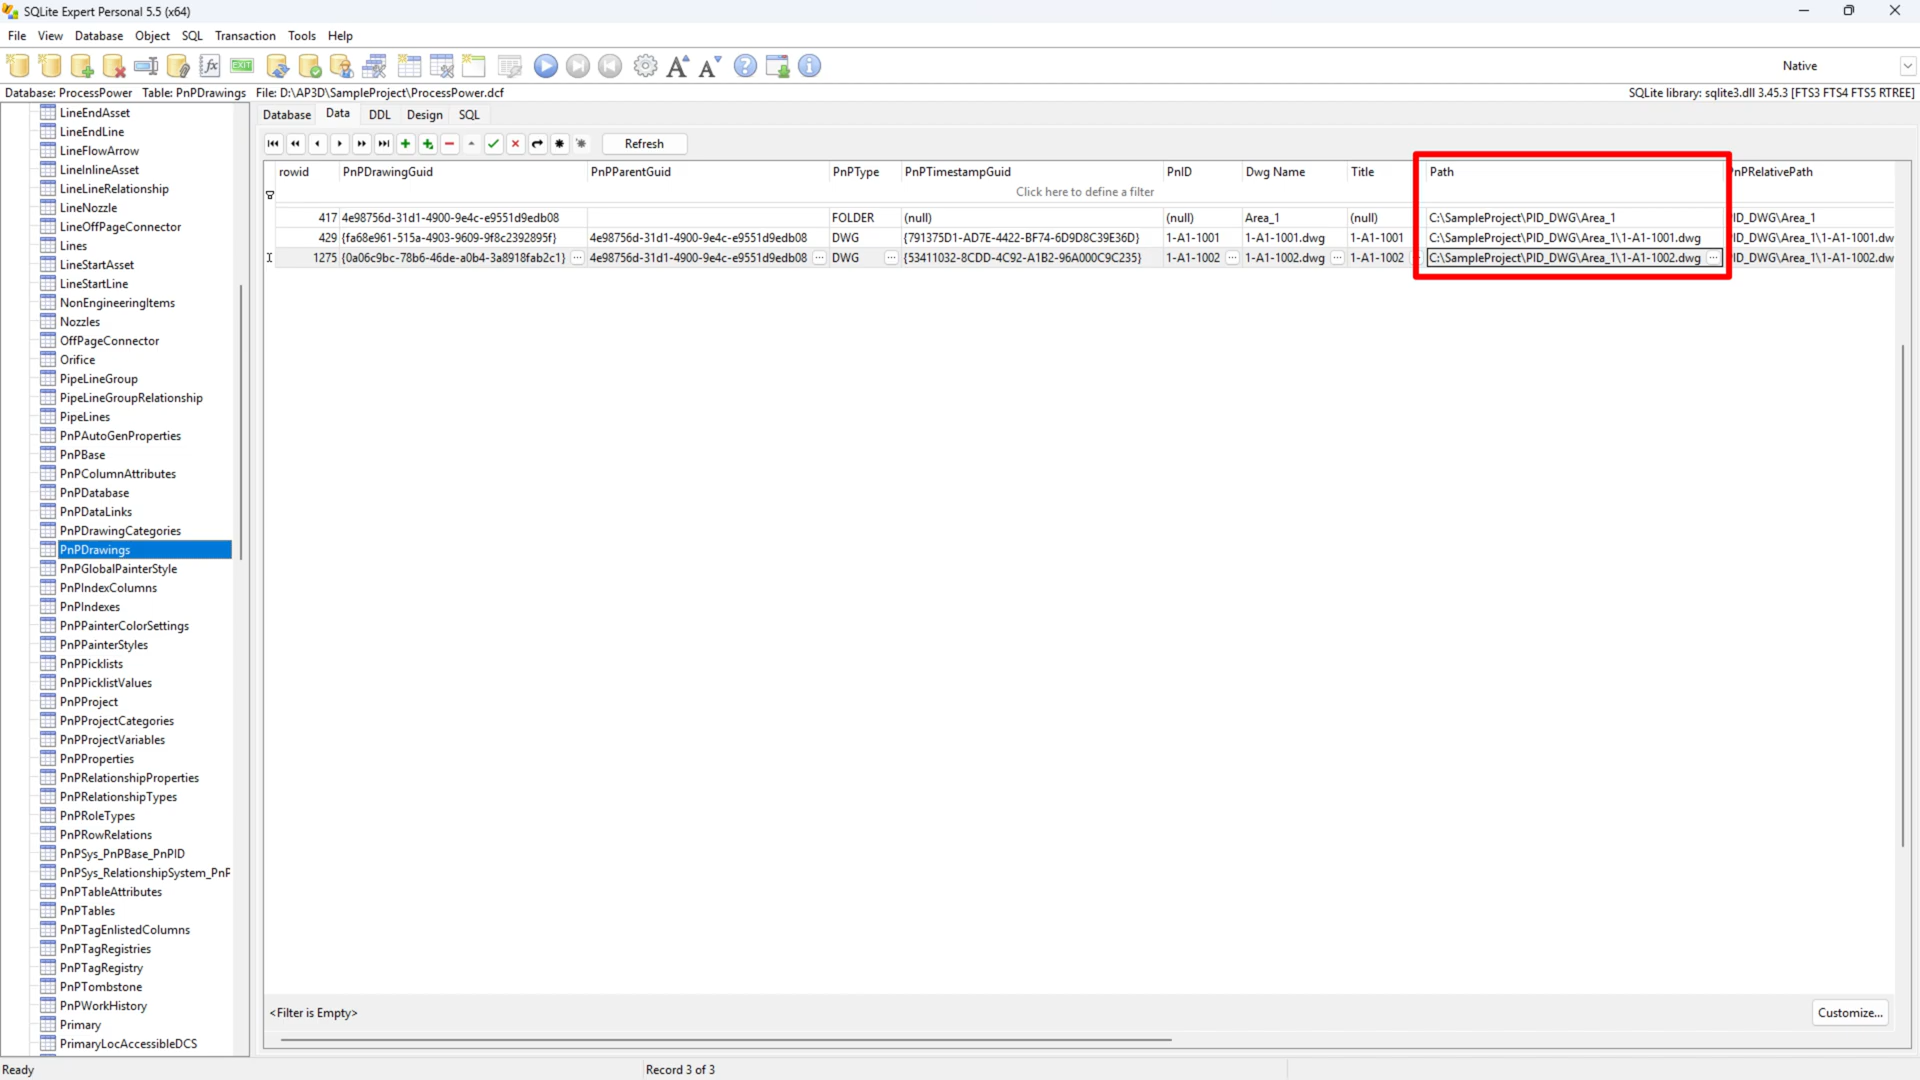 SQLite Expert Personal 5.5 (x64)
File View Database Object SQL Transaction Tools Help
EXIT
Native
Database: ProcessPower Table: PnPDrawings File: D:\AP3D\SampleProject\ProcessPower.dcf
SQLite library: sqlite3.dll 3.45.3 [FTS3 FTS4 FTS5 RTREE]
LineEndAsset
LineEndLine
LineFlowArrow
LineInlineAsset
LineLineRelationship
LineNozzle
LineOffPageConnector
Lines
LineStartAsset
LineStartLine
NonEngineeringItems
Nozzles
OffPageConnector
Orifice
PipeLineGroup
PipeLineGroupRelationship
PipeLines
PnPAutoGenProperties
PnPBase
PnPColumnAttributes
PnPDatabase
PnPDataLinks
PnPDrawingCategories
PnPDrawings
PnPGlobalPainterStyle
PnPIndexColumns
PnPIndexes
PnPPainterColorSettings
PnPPainterStyles
PnPPicklists
PnPPicklistValues
PnPProject
PnPProjectCategories
PnPProjectVariables
PnPProperties
PnPRelationshipProperties
PnPRelationshipTypes
PnPRoleTypes
PnPRowRelations
PnPSys_PnPBase_PnPID
PnPSys_RelationshipSystem_PnP
PnPTableAttributes
PnPTables
PnPTagEnlistedColumns
PnPTagRegistries
PnPTagRegistry
PnPTombstone
PnPWorkHistory
Primary
PrimaryLocAccessibleDCS
Database Data DDL Design SQL
Refresh
rowid PnPDrawingGuid PnPParentGuid PnPType PnPTimestampGuid PnID Dwg Name Title Path PnPRelativePath
Click here to define a filter
417 4e98756d-31d1-4900-9e4c-e9551d9edb08 FOLDER (null) (null) Area_1 (null) C:\SampleProject\PID_DWG\Area_1 ID_DWG\Area_1
429 {fa68e961-515a-4903-9609-9f8c2392895f} 4e98756d-31d1-4900-9e4c-e9551d9edb08 DWG {791375D1-AD7E-4422-BF74-6D9D8C39E36D} 1-A1-1001 1-A1-1001.dwg 1-A1-1001 C:\SampleProject\PID_DWG\Area_1\1-A1-1001.dwg ID_DWG\Area_1\1-A1-1001.dw
1275 {0a06c9bc-78b6-46de-a0b4-3a8918fab2c1} 4e98756d-31d1-4900-9e4c-e9551d9edb08 DWG {53411032-8CDD-4C92-A1B2-96A000C9C235} 1-A1-1002 1-A1-1002.dwg 1-A1-1002 C:\SampleProject\PID_DWG\Area_1\1-A1-1002.dwg ID_DWG\Area_1\1-A1-1002.dw
<Filter is Empty>
Customize...
Ready
Record 3 of 3